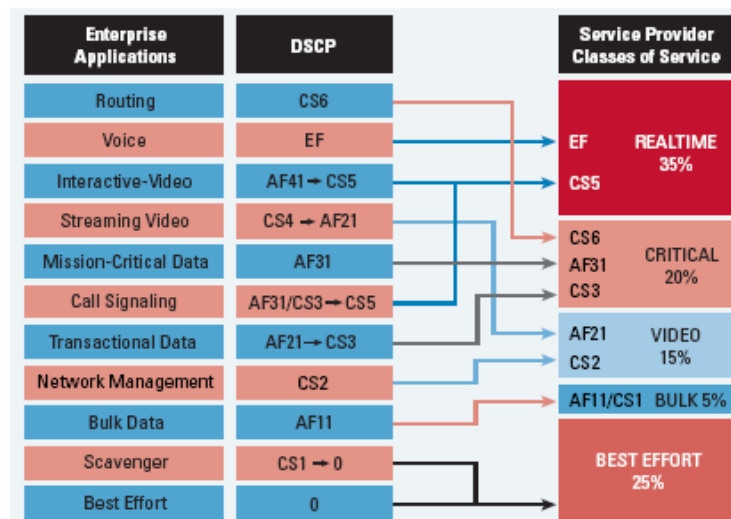 Enterprise
Applications
DSCP
Service Provider
Classes of Service
Routing
CS6
Voice
EF
Interactive-Video
AF41 → CS5
Streaming Video
CS4 → AF21
Mission-Critical Data
AF31
Call Signaling
AF31/CS3 → CS5
Transactional Data
AF21 → CS3
Network Management
CS2
Bulk Data
AF11
Scavenger
CS1 → 0
Best Effort
0
EF REALTIME
35%
CS5
CS6
AF31 CRITICAL
20%
CS3
AF21 VIDEO
15%
CS2
AF11/CS1 BULK 5%
BEST EFFORT
25%